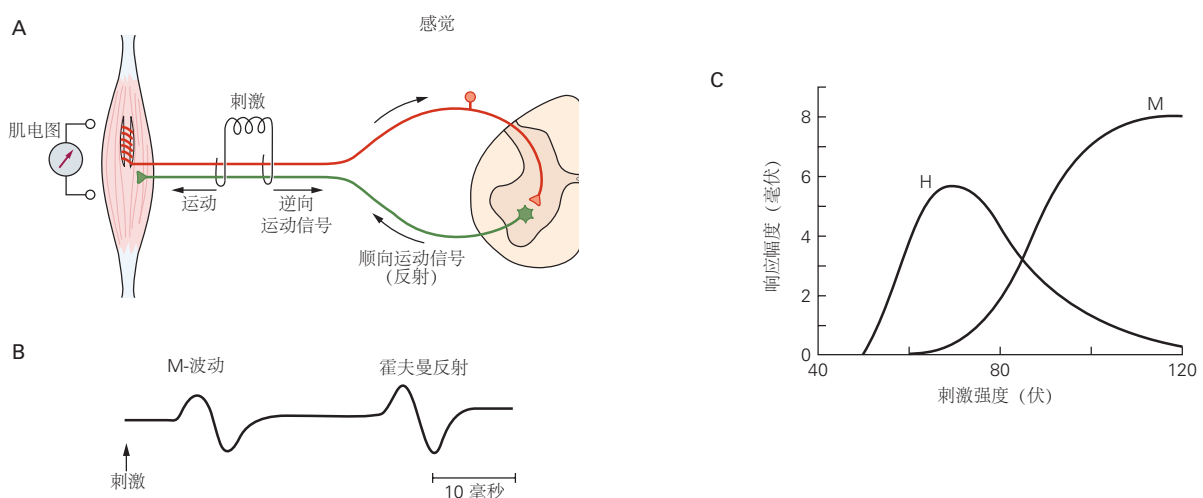 A
感觉
刺激
肌电图
运动
逆向
运动信号
顺向运动信号
(反射)
B
M-波动
霍夫曼反射
刺激
10 毫秒
C
M
H
响应幅度 (毫伏)
8
6
4
2
0
40
80
120
刺激强度 (伏)